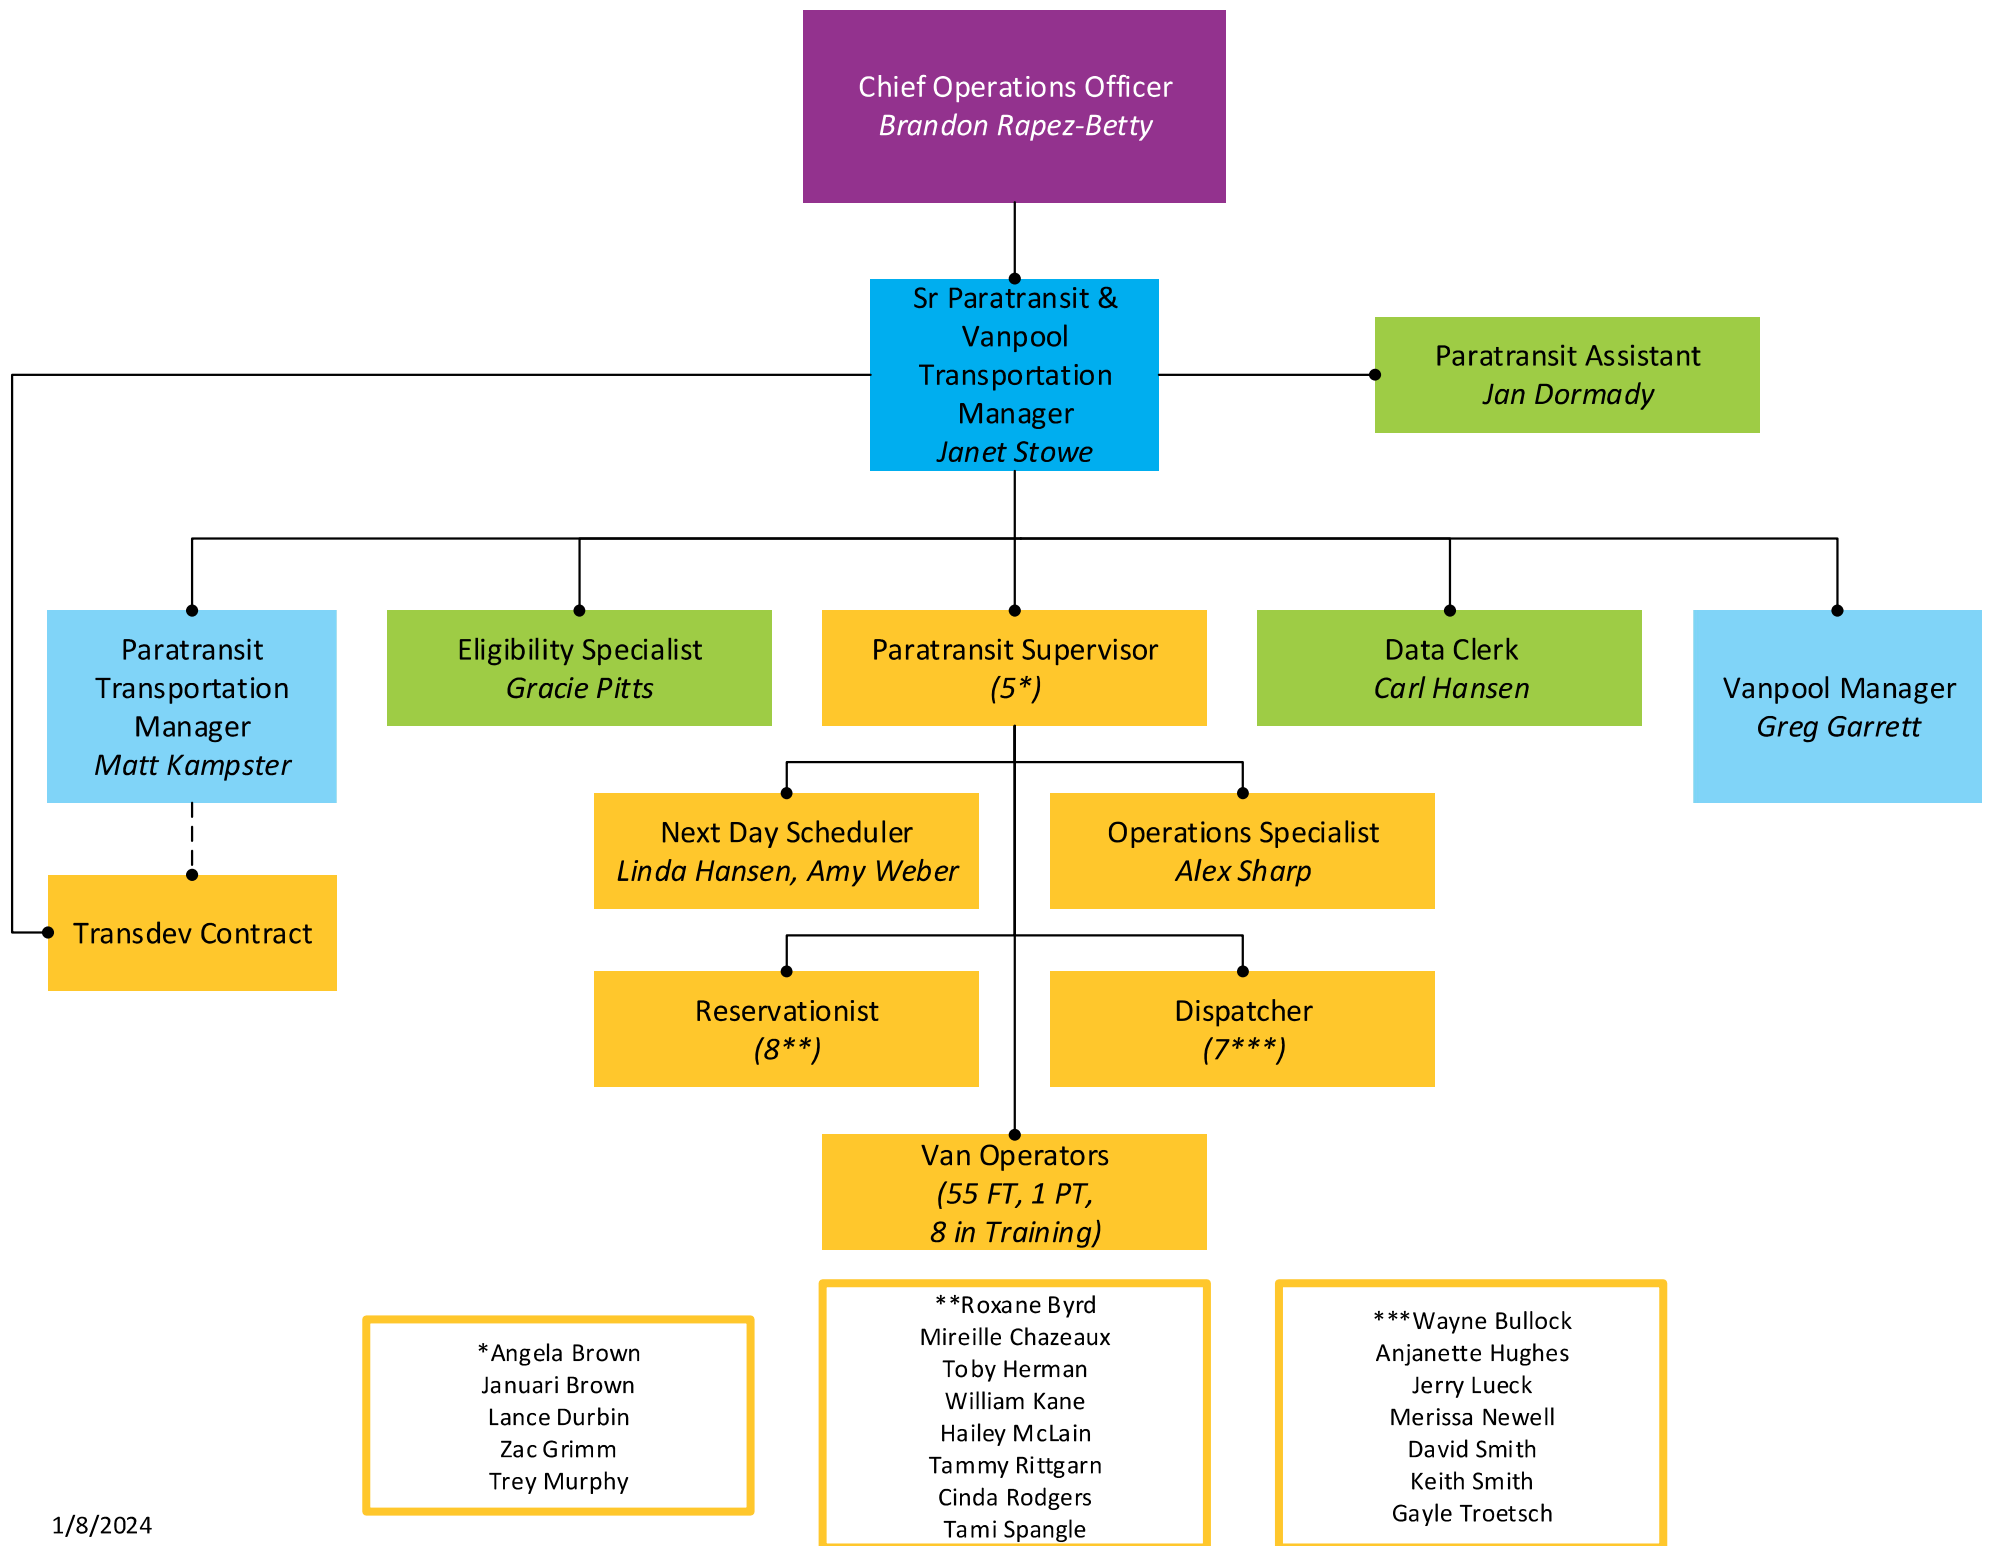 Chief Operations Officer
Brandon Rapez-Betty
Sr Paratransit &
Vanpool
Transportation
Manager
Janet Stowe
Paratransit Assistant
Jan Dormady
Paratransit
Transportation
Manager
Matt Kampster
Eligibility Specialist
Gracie Pitts
Paratransit Supervisor
(5*)
Data Clerk
Carl Hansen
Vanpool Manager
Greg Garrett
Next Day Scheduler
Linda Hansen, Amy Weber
Operations Specialist
Alex Sharp
Transdev Contract
Reservationist
(8**)
Dispatcher
(7***)
Van Operators
(55 FT, 1 PT,
8 in Training)
*Angela Brown
Januari Brown
Lance Durbin
Zac Grimm
Trey Murphy
**Roxane Byrd
Mireille Chazeaux
Toby Herman
William Kane
Hailey McLain
Tammy Rittgarn
Cinda Rodgers
Tami Spangle
***Wayne Bullock
Anjanette Hughes
Jerry Lueck
Merissa Newell
David Smith
Keith Smith
Gayle Troetsch
1/8/2024